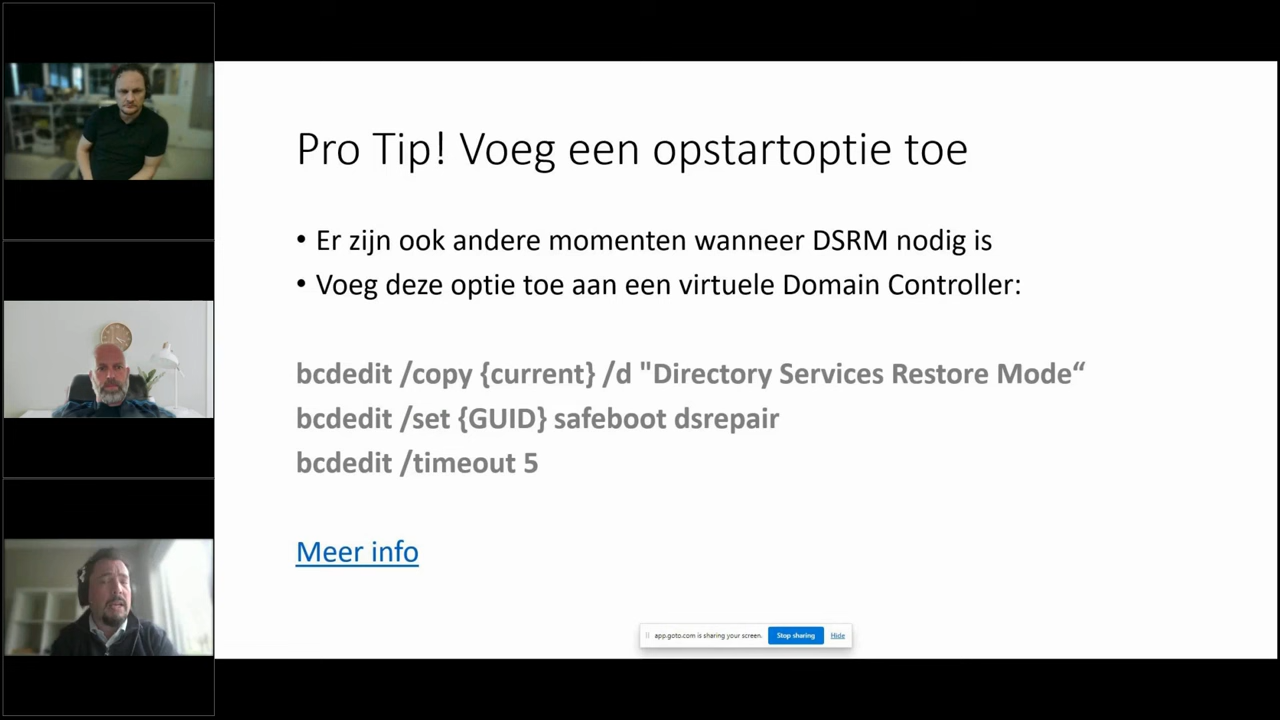 Pro Tip! Voeg een opstartoptie toe
• Er zijn ook andere momenten wanneer DSRM nodig is
• Voeg deze optie toe aan een virtuele Domain Controller:
bcdedit /copy {current} /d "Directory Services Restore Mode“
bcdedit /set {GUID} safeboot dsrepair
bcdedit /timeout 5
Meer info
app.goto.com is sharing your screen. Stop sharing Hide